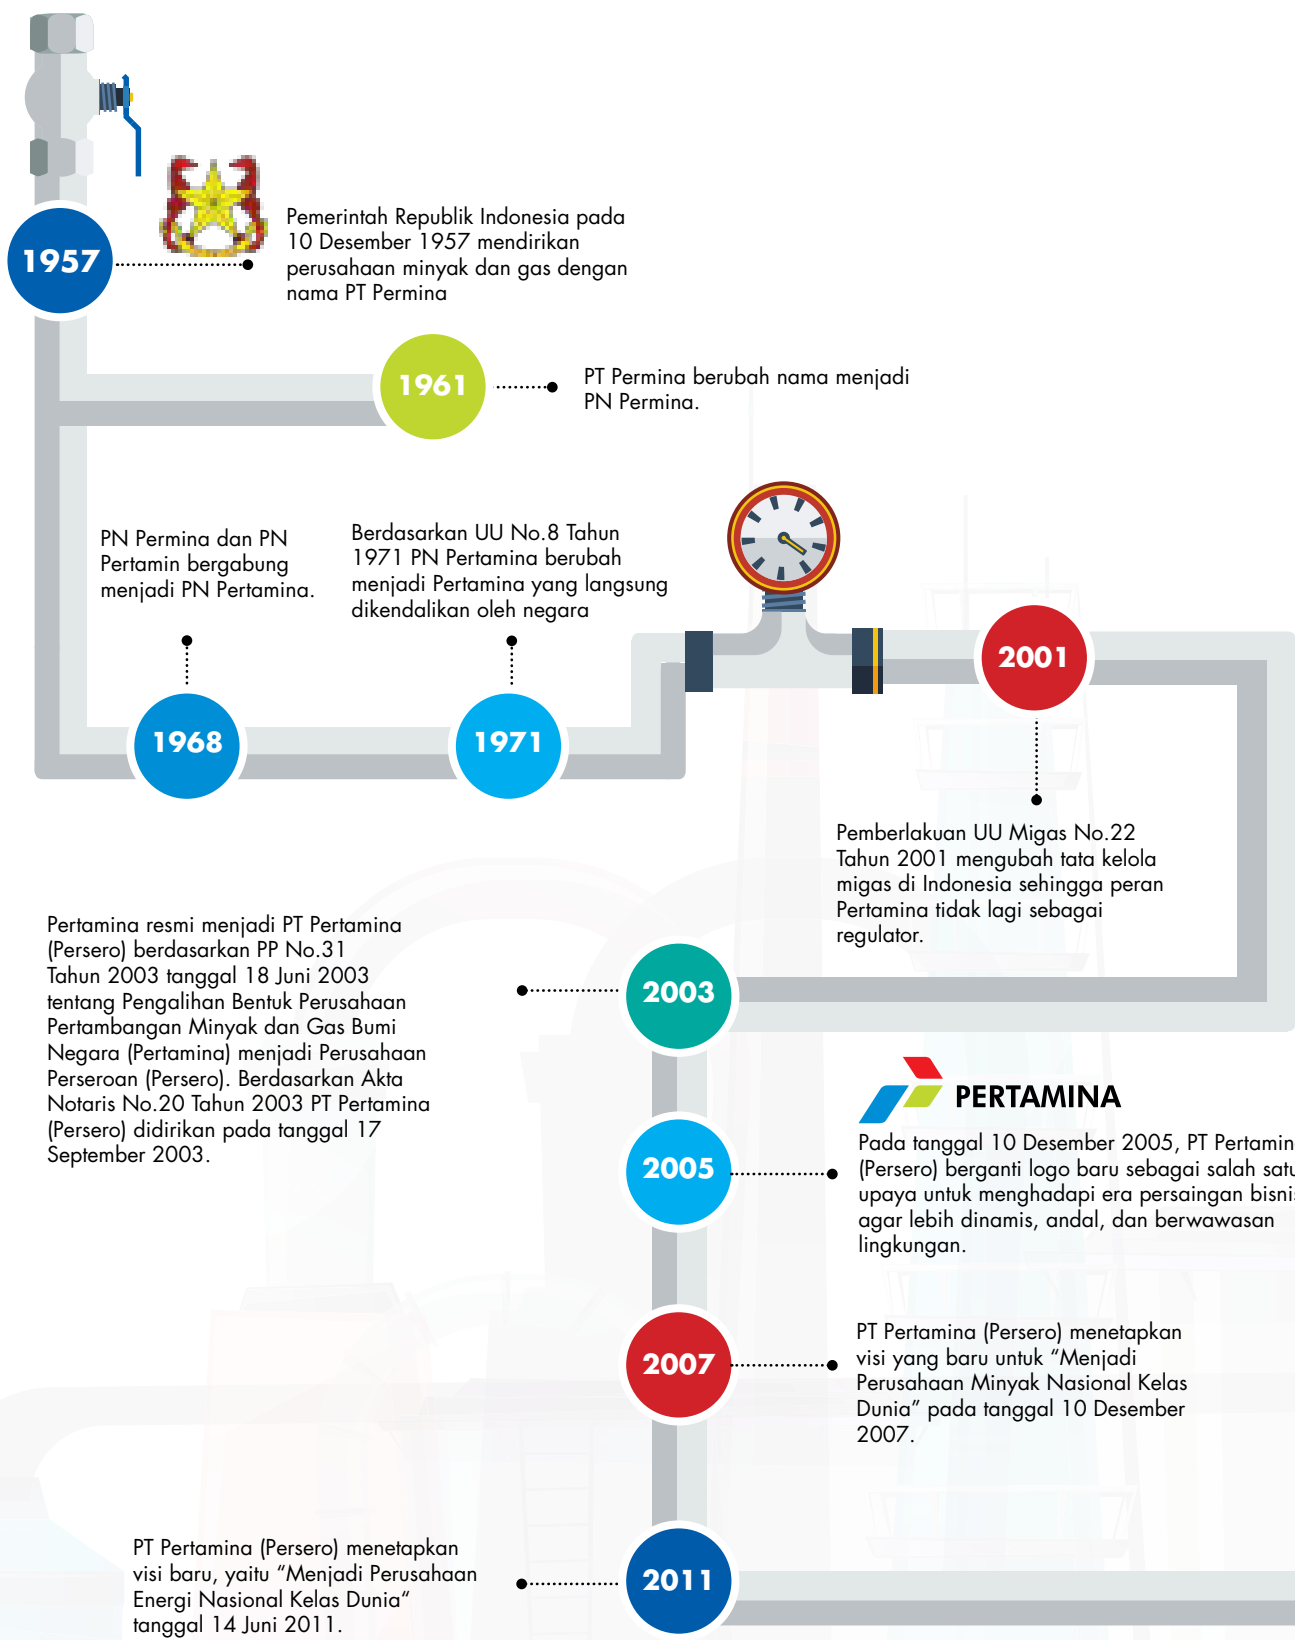 1957
Pemerintah Republik Indonesia pada
10 Desember 1957 mendirikan
perusahaan minyak dan gas dengan
nama PT Permina
1961
PT Permina berubah nama menjadi
PN Permina.
PN Permina dan PN
Pertamin bergabung
menjadi PN Pertamina.
1968
Berdasarkan UU No.8 Tahun
1971 PN Pertamina berubah
menjadi Pertamina yang langsung
dikendalikan oleh negara
1971
2001
Pemberlakuan UU Migas No.22
Tahun 2001 mengubah tata kelola
migas di Indonesia sehingga peran
Pertamina tidak lagi sebagai
regulator.
Pertamina resmi menjadi PT Pertamina
(Persero) berdasarkan PP No.31
Tahun 2003 tanggal 18 Juni 2003
tentang Pengalihan Bentuk Perusahaan
Pertambangan Minyak dan Gas Bumi
Negara (Pertamina) menjadi Perusahaan
Perseroan (Persero). Berdasarkan Akta
Notaris No.20 Tahun 2003 PT Pertamina
(Persero) didirikan pada tanggal 17
September 2003.
2003
PERTAMINA
2005
Pada tanggal 10 Desember 2005, PT Pertamin
(Persero) berganti logo baru sebagai salah satu
upaya untuk menghadapi era persaingan bisnis
agar lebih dinamis, andal, dan berwawasan
lingkungan.
2007
PT Pertamina (Persero) menetapkan
visi yang baru untuk “Menjadi
Perusahaan Minyak Nasional Kelas
Dunia” pada tanggal 10 Desember
2007.
PT Pertamina (Persero) menetapkan
visi baru, yaitu “Menjadi Perusahaan
Energi Nasional Kelas Dunia“
tanggal 14 Juni 2011.
2011